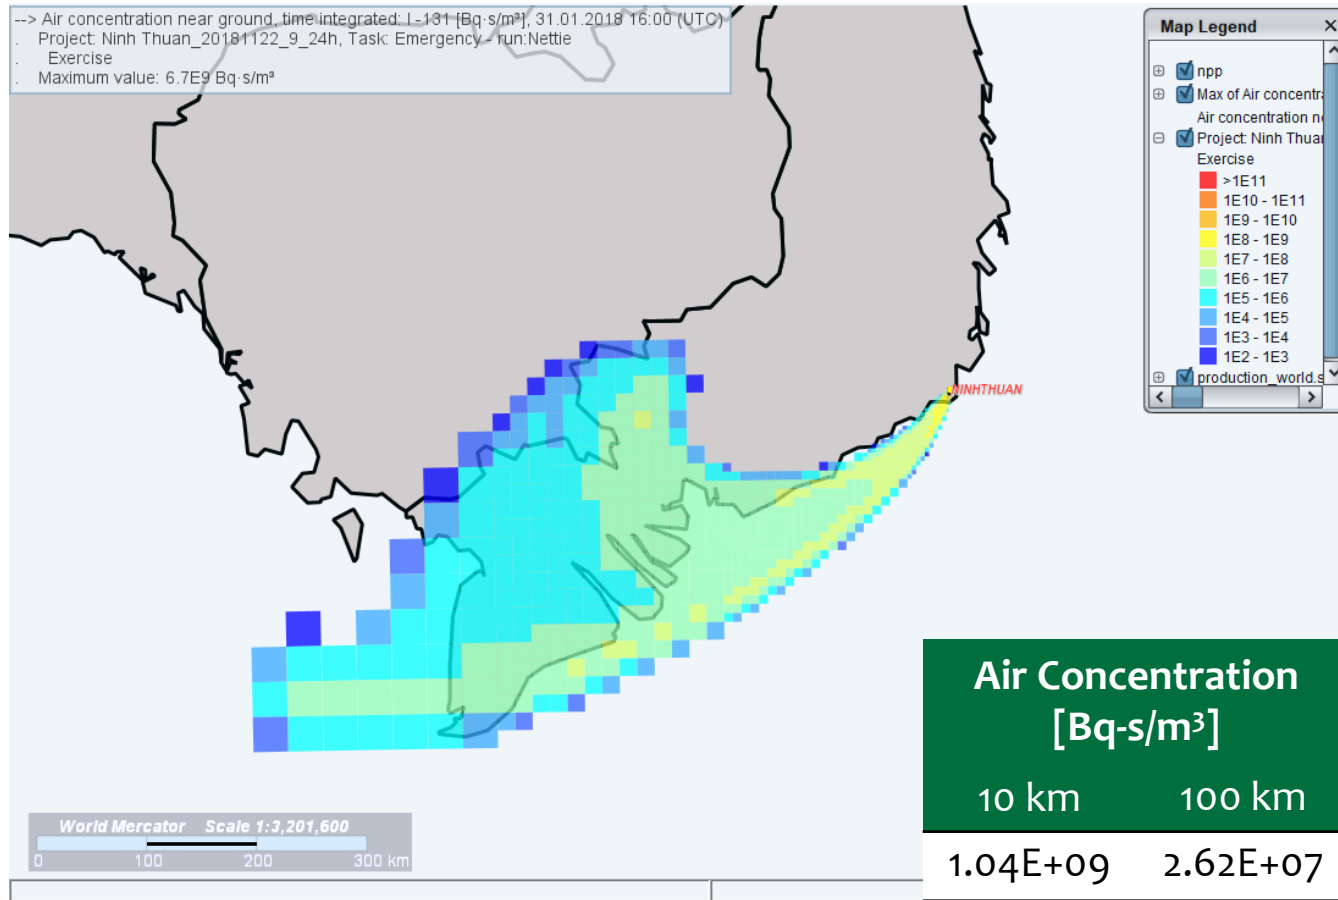 --> Air concentration near ground, time integrated: I-131 [Bq·s/m³], 31.01.2018 16:00 (UTC)
. Project: Ninh Thuan_20181122_9_24h, Task: Emergency - run:Nettie
. Exercise
. Maximum value: 6.7E9 Bq·s/m³
Map Legend
npp
Max of Air concentra
Air concentration ne
Project: Ninh Thuan
Exercise
>1E11
1E10 - 1E11
1E9 - 1E10
1E8 - 1E9
1E7 - 1E8
1E6 - 1E7
1E5 - 1E6
1E4 - 1E5
1E3 - 1E4
1E2 - 1E3
production_world.s
NINHTHUAN
World Mercator Scale 1:3,201,600
0 100 200 300 km
Air Concentration
[Bq-s/m³]
10 km 100 km
1.04E+09 2.62E+07